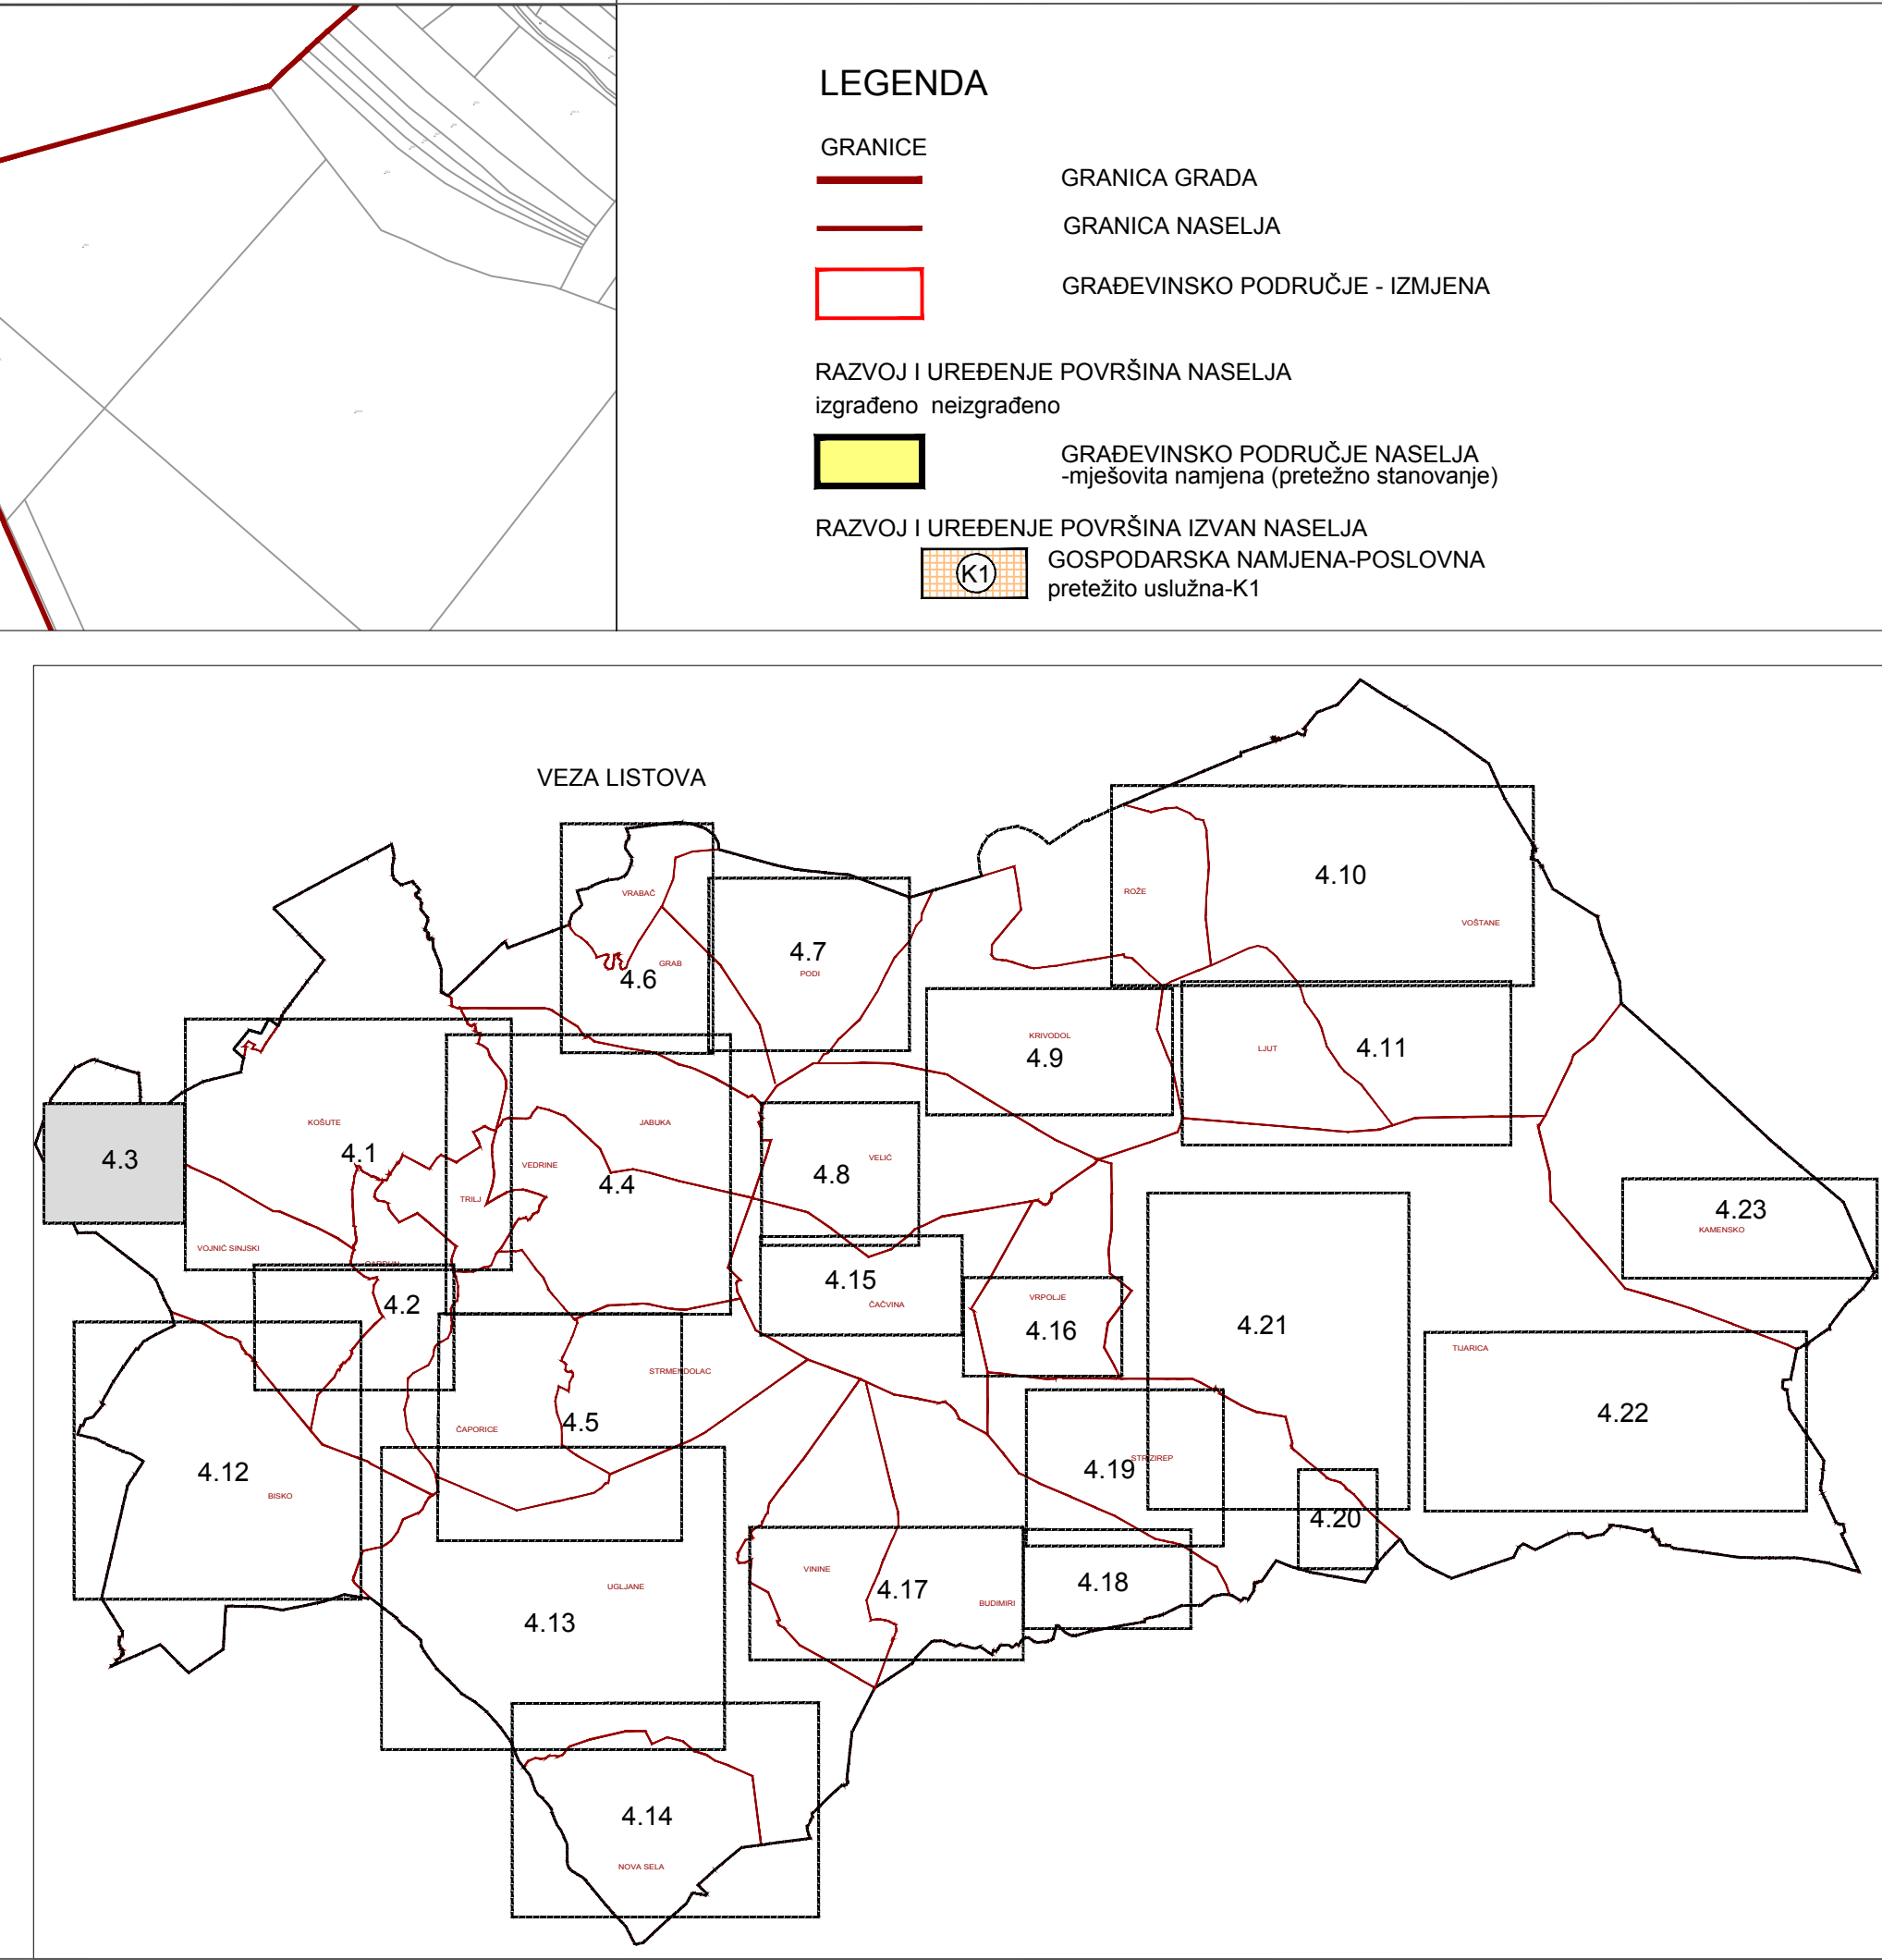 LEGENDA
GRANICE
GRANICA GRADA
GRANICA NASELJA
GRAĐEVINSKO PODRUČJE - IZMJENA
RAZVOJ I UREĐENJE POVRŠINA NASELJA
izgrađeno neizgrađeno
GRAĐEVINSKO PODRUČJE NASELJA
-mješovita namjena (pretežno stanovanje)
RAZVOJ I UREĐENJE POVRŠINA IZVAN NASELJA
K1
GOSPODARSKA NAMJENA-POSLOVNA
pretežito uslužna-K1
VEZA LISTOVA
4.10
ROŽE
VOŠTANE
VRABAČ
4.7
GRAB
PODI
4.6
KRIVODOL
4.9
LJUT
4.11
KOŠUTE
JABUKA
4.1
4.3
VEDRINE
4.4
VELIĆ
4.8
TRILJ
4.23
KAMENSKO
VOJNIĆ SINJSKI
4.15
ČAČVINA
4.2
VRPOLJE
4.16
4.21
TIJARICA
STRMENDOLAC
4.22
ČAPORICE
4.5
4.12
BISKO
4.19
STRIZIREP
4.20
UGLJANE
4.13
VININE
4.17
BUDIMIRI
4.18
4.14
NOVA SELA